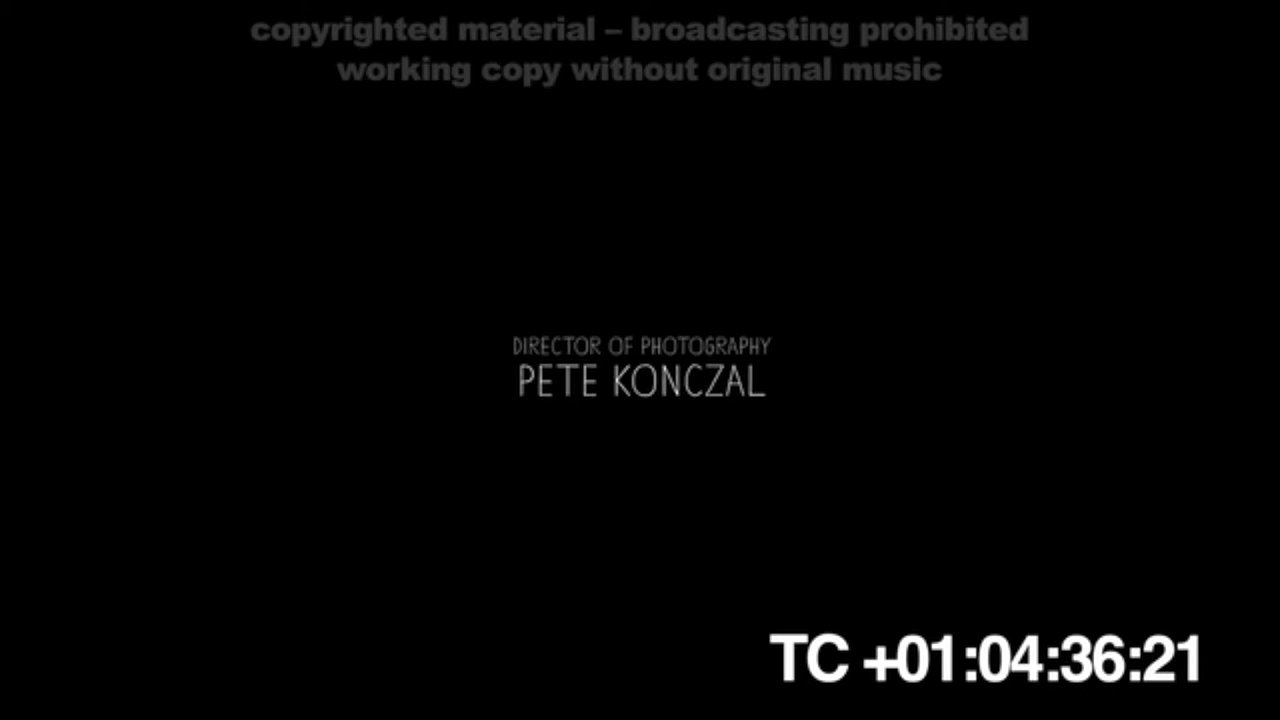 copyrighted material – broadcasting prohibited
working copy without original music
DIRECTOR OF PHOTOGRAPHY
PETE KONCZAL
TC +01:04:36:21